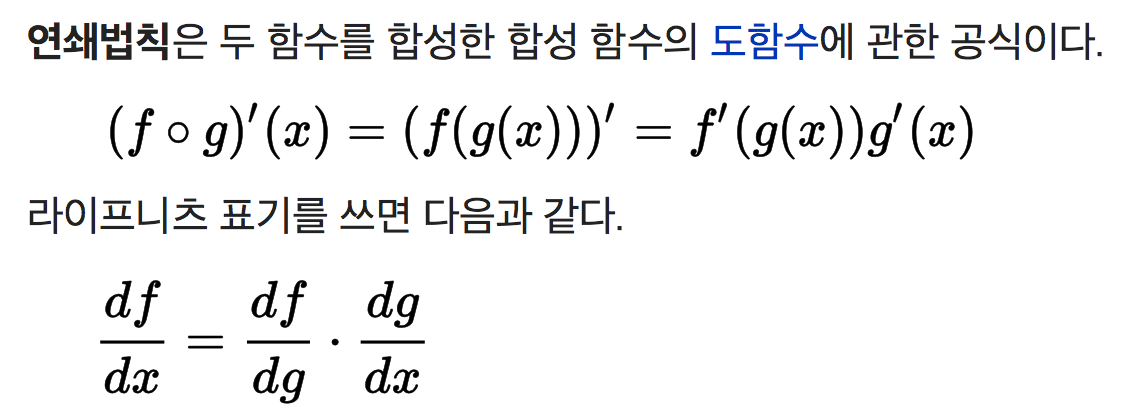 연쇄법칙은 두 함수를 합성한 합성 함수의 도함수에 관한 공식이다.
(f ∘ g)′(x) = (f(g(x)))′ = f′(g(x))g′(x)
라이프니츠 표기를 쓰면 다음과 같다.
df/dx = df/dg · dg/dx